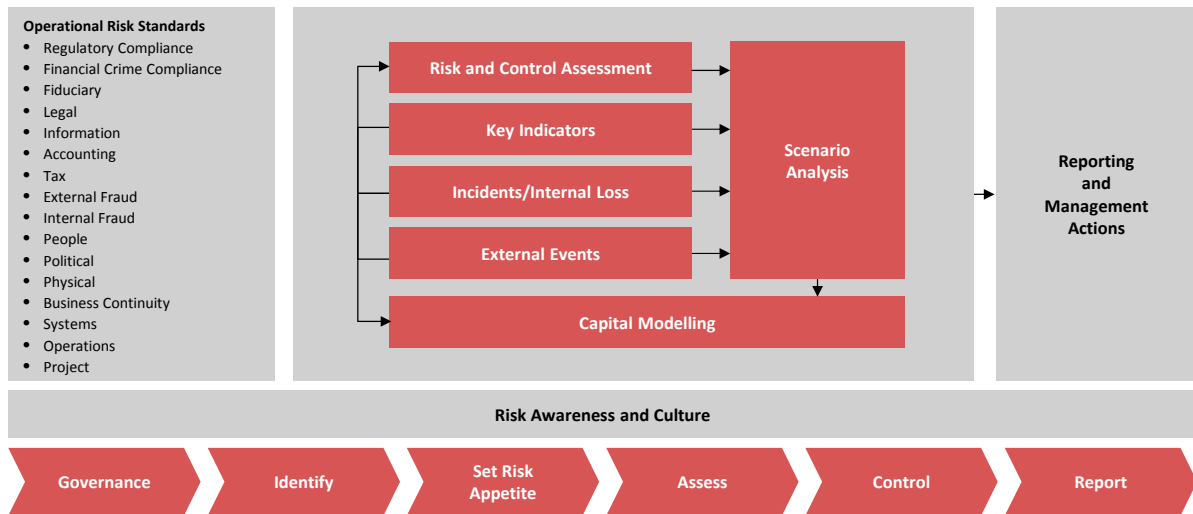 Operational Risk Standards
• Regulatory Compliance
• Financial Crime Compliance
• Fiduciary
• Legal
• Information
• Accounting
• Tax
• External Fraud
• Internal Fraud
• People
• Political
• Physical
• Business Continuity
• Systems
• Operations
• Project
Risk and Control Assessment
Key Indicators
Incidents/Internal Loss
External Events
Scenario
Analysis
Capital Modelling
Reporting
and
Management
Actions
Risk Awareness and Culture
Governance
Identify
Set Risk
Appetite
Assess
Control
Report